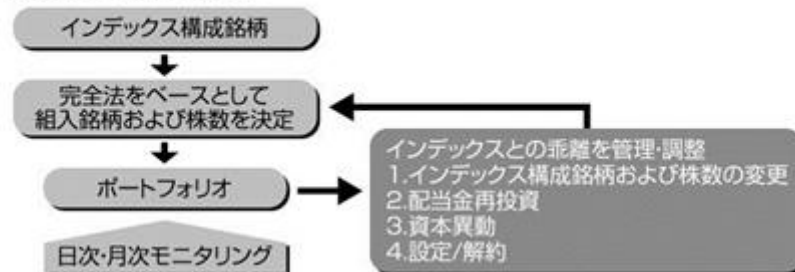 インデックス構成銘柄
完全法をベースとして
組入銘柄および株数を決定
ポートフォリオ
日次・月次モニタリング
インデックスとの乖離を管理・調整
1.インデックス構成銘柄および株数の変更
2.配当金再投資
3.資本異動
4.設定/解約